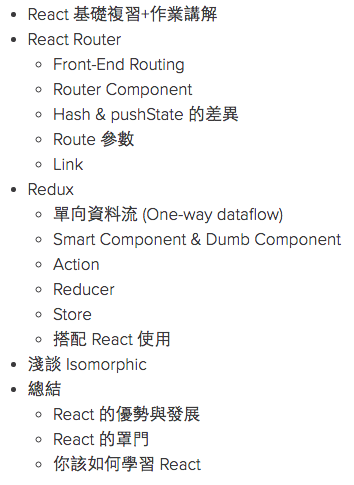 React 基礎複習+作業講解
React Router
Front-End Routing
Router Component
Hash & pushState 的差異
Route 參數
Link
Redux
單向資料流 (One-way dataflow)
Smart Component & Dumb Component
Action
Reducer
Store
搭配 React 使用
淺談 Isomorphic
總結
React 的優勢與發展
React 的罩門
你該如何學習 React